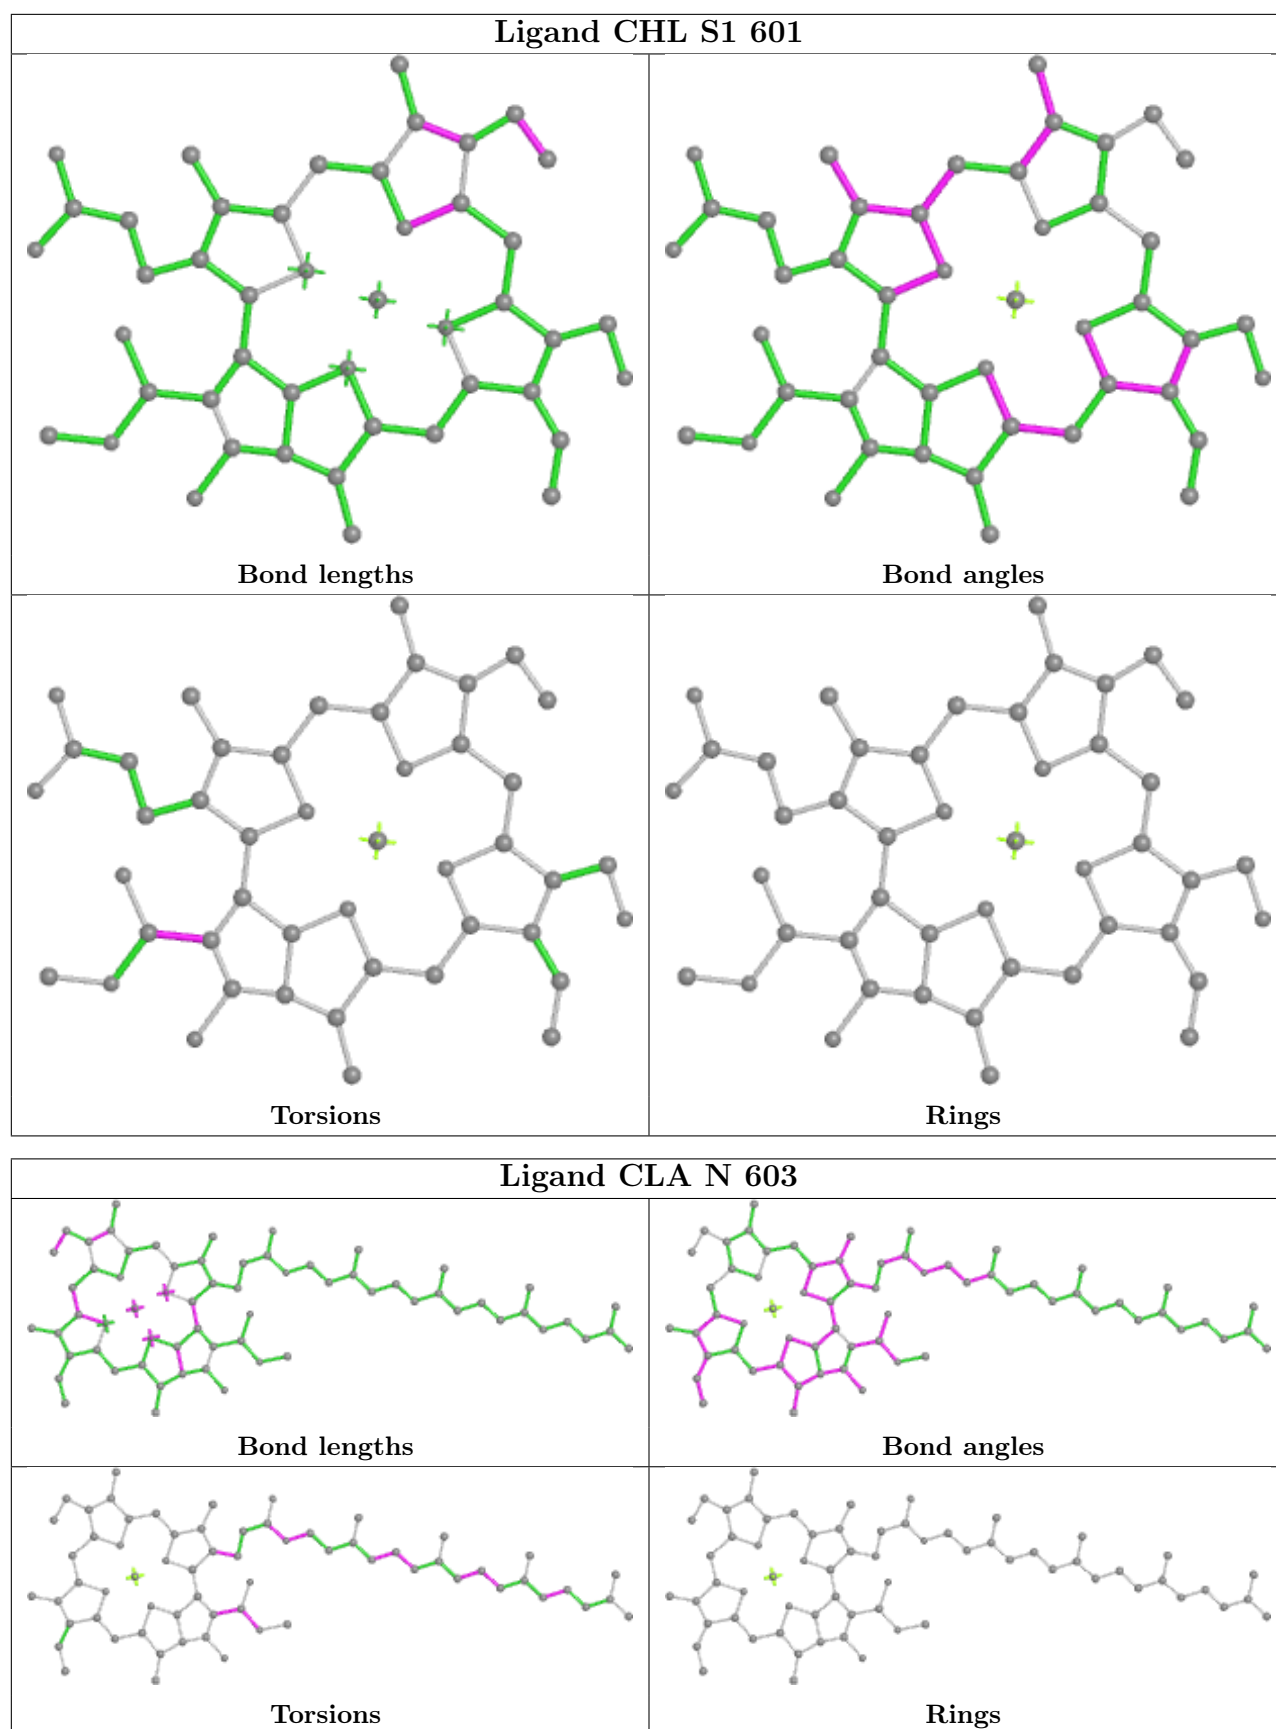 Ligand CHL S1 601
Bond lengths
Bond angles
Torsions
Rings
Ligand CLA N 603
Bond lengths
Bond angles
Torsions
Rings